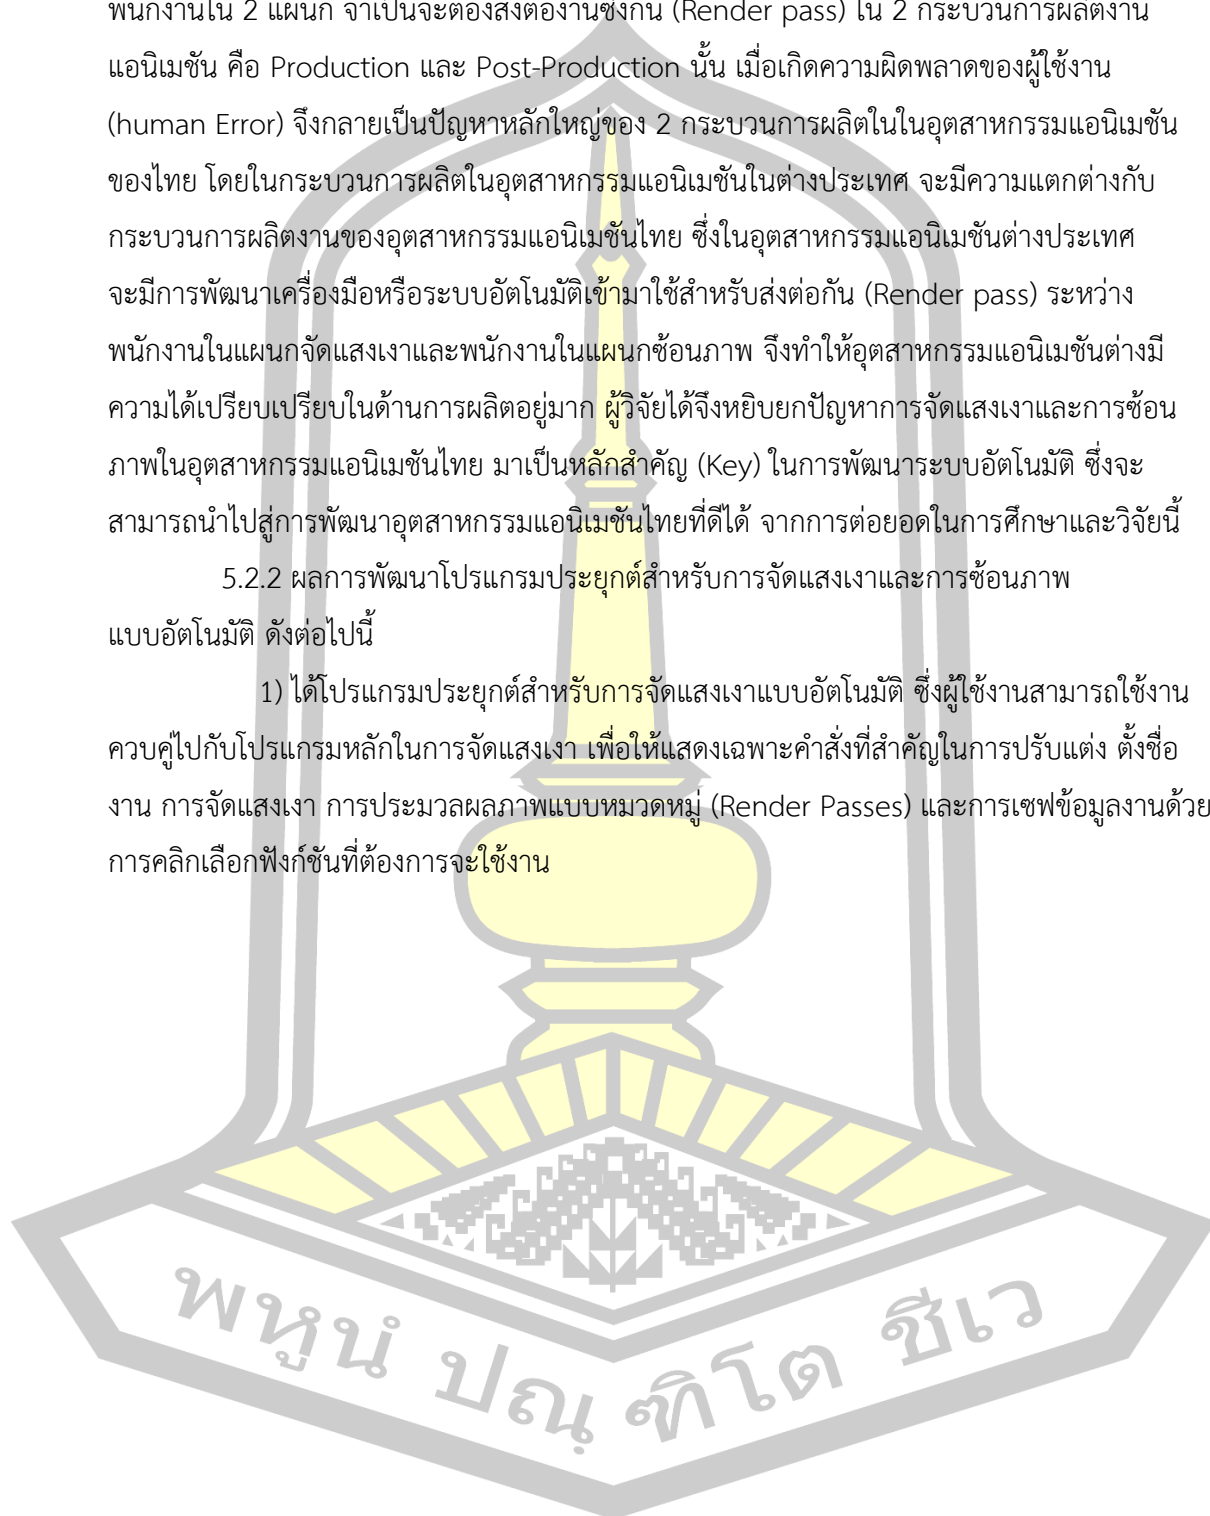 พนักงานใน 2 แผนก จำเป็นจะต้องส่งต่องานซึ่งกัน (Render pass) ใน 2 กระบวนการผลิตงาน
แอนิเมชัน คือ Production และ Post-Production นั้น เมื่อเกิดความผิดพลาดของผู้ใช้งาน
(human Error) จึงกลายเป็นปัญหาหลักใหญ่ของ 2 กระบวนการผลิตในในอุตสาหกรรมแอนิเมชัน
ของไทย โดยในกระบวนการผลิตในอุตสาหกรรมแอนิเมชันในต่างประเทศ จะมีความแตกต่างกับ
กระบวนการผลิตงานของอุตสาหกรรมแอนิเมชันไทย ซึ่งในอุตสาหกรรมแอนิเมชันต่างประเทศ
จะมีการพัฒนาเครื่องมือหรือระบบอัตโนมัติเข้ามาใช้สำหรับส่งต่อกัน (Render pass) ระหว่าง
พนักงานในแผนกจัดแสงเงาและพนักงานในแผนกซ้อนภาพ จึงทำให้อุตสาหกรรมแอนิเมชันต่างมี
ความได้เปรียบเปรียบในด้านการผลิตอยู่มาก ผู้วิจัยได้จึงหยิบยกปัญหาการจัดแสงเงาและการซ้อน
ภาพในอุตสาหกรรมแอนิเมชันไทย มาเป็นหลักสำคัญ (Key) ในการพัฒนาระบบอัตโนมัติ ซึ่งจะ
สามารถนำไปสู่การพัฒนาอุตสาหกรรมแอนิเมชันไทยที่ดีได้ จากการต่อยอดในการศึกษาและวิจัยนี้
5.2.2 ผลการพัฒนาโปรแกรมประยุกต์สำหรับการจัดแสงเงาและการซ้อนภาพ
แบบอัตโนมัติ ดังต่อไปนี้
1) ได้โปรแกรมประยุกต์สำหรับการจัดแสงเงาแบบอัตโนมัติ ซึ่งผู้ใช้งานสามารถใช้งาน
ควบคู่ไปกับโปรแกรมหลักในการจัดแสงเงา เพื่อให้แสดงเฉพาะคำสั่งที่สำคัญในการปรับแต่ง ตั้งชื่อ
งาน การจัดแสงเงา การประมวลผลภาพแบบหมวดหมู่ (Render Passes) และการเซฟข้อมูลงานด้วย
การคลิกเลือกฟังก์ชันที่ต้องการจะใช้งาน
พหูนํ ปณฺฑิโต ชีเว